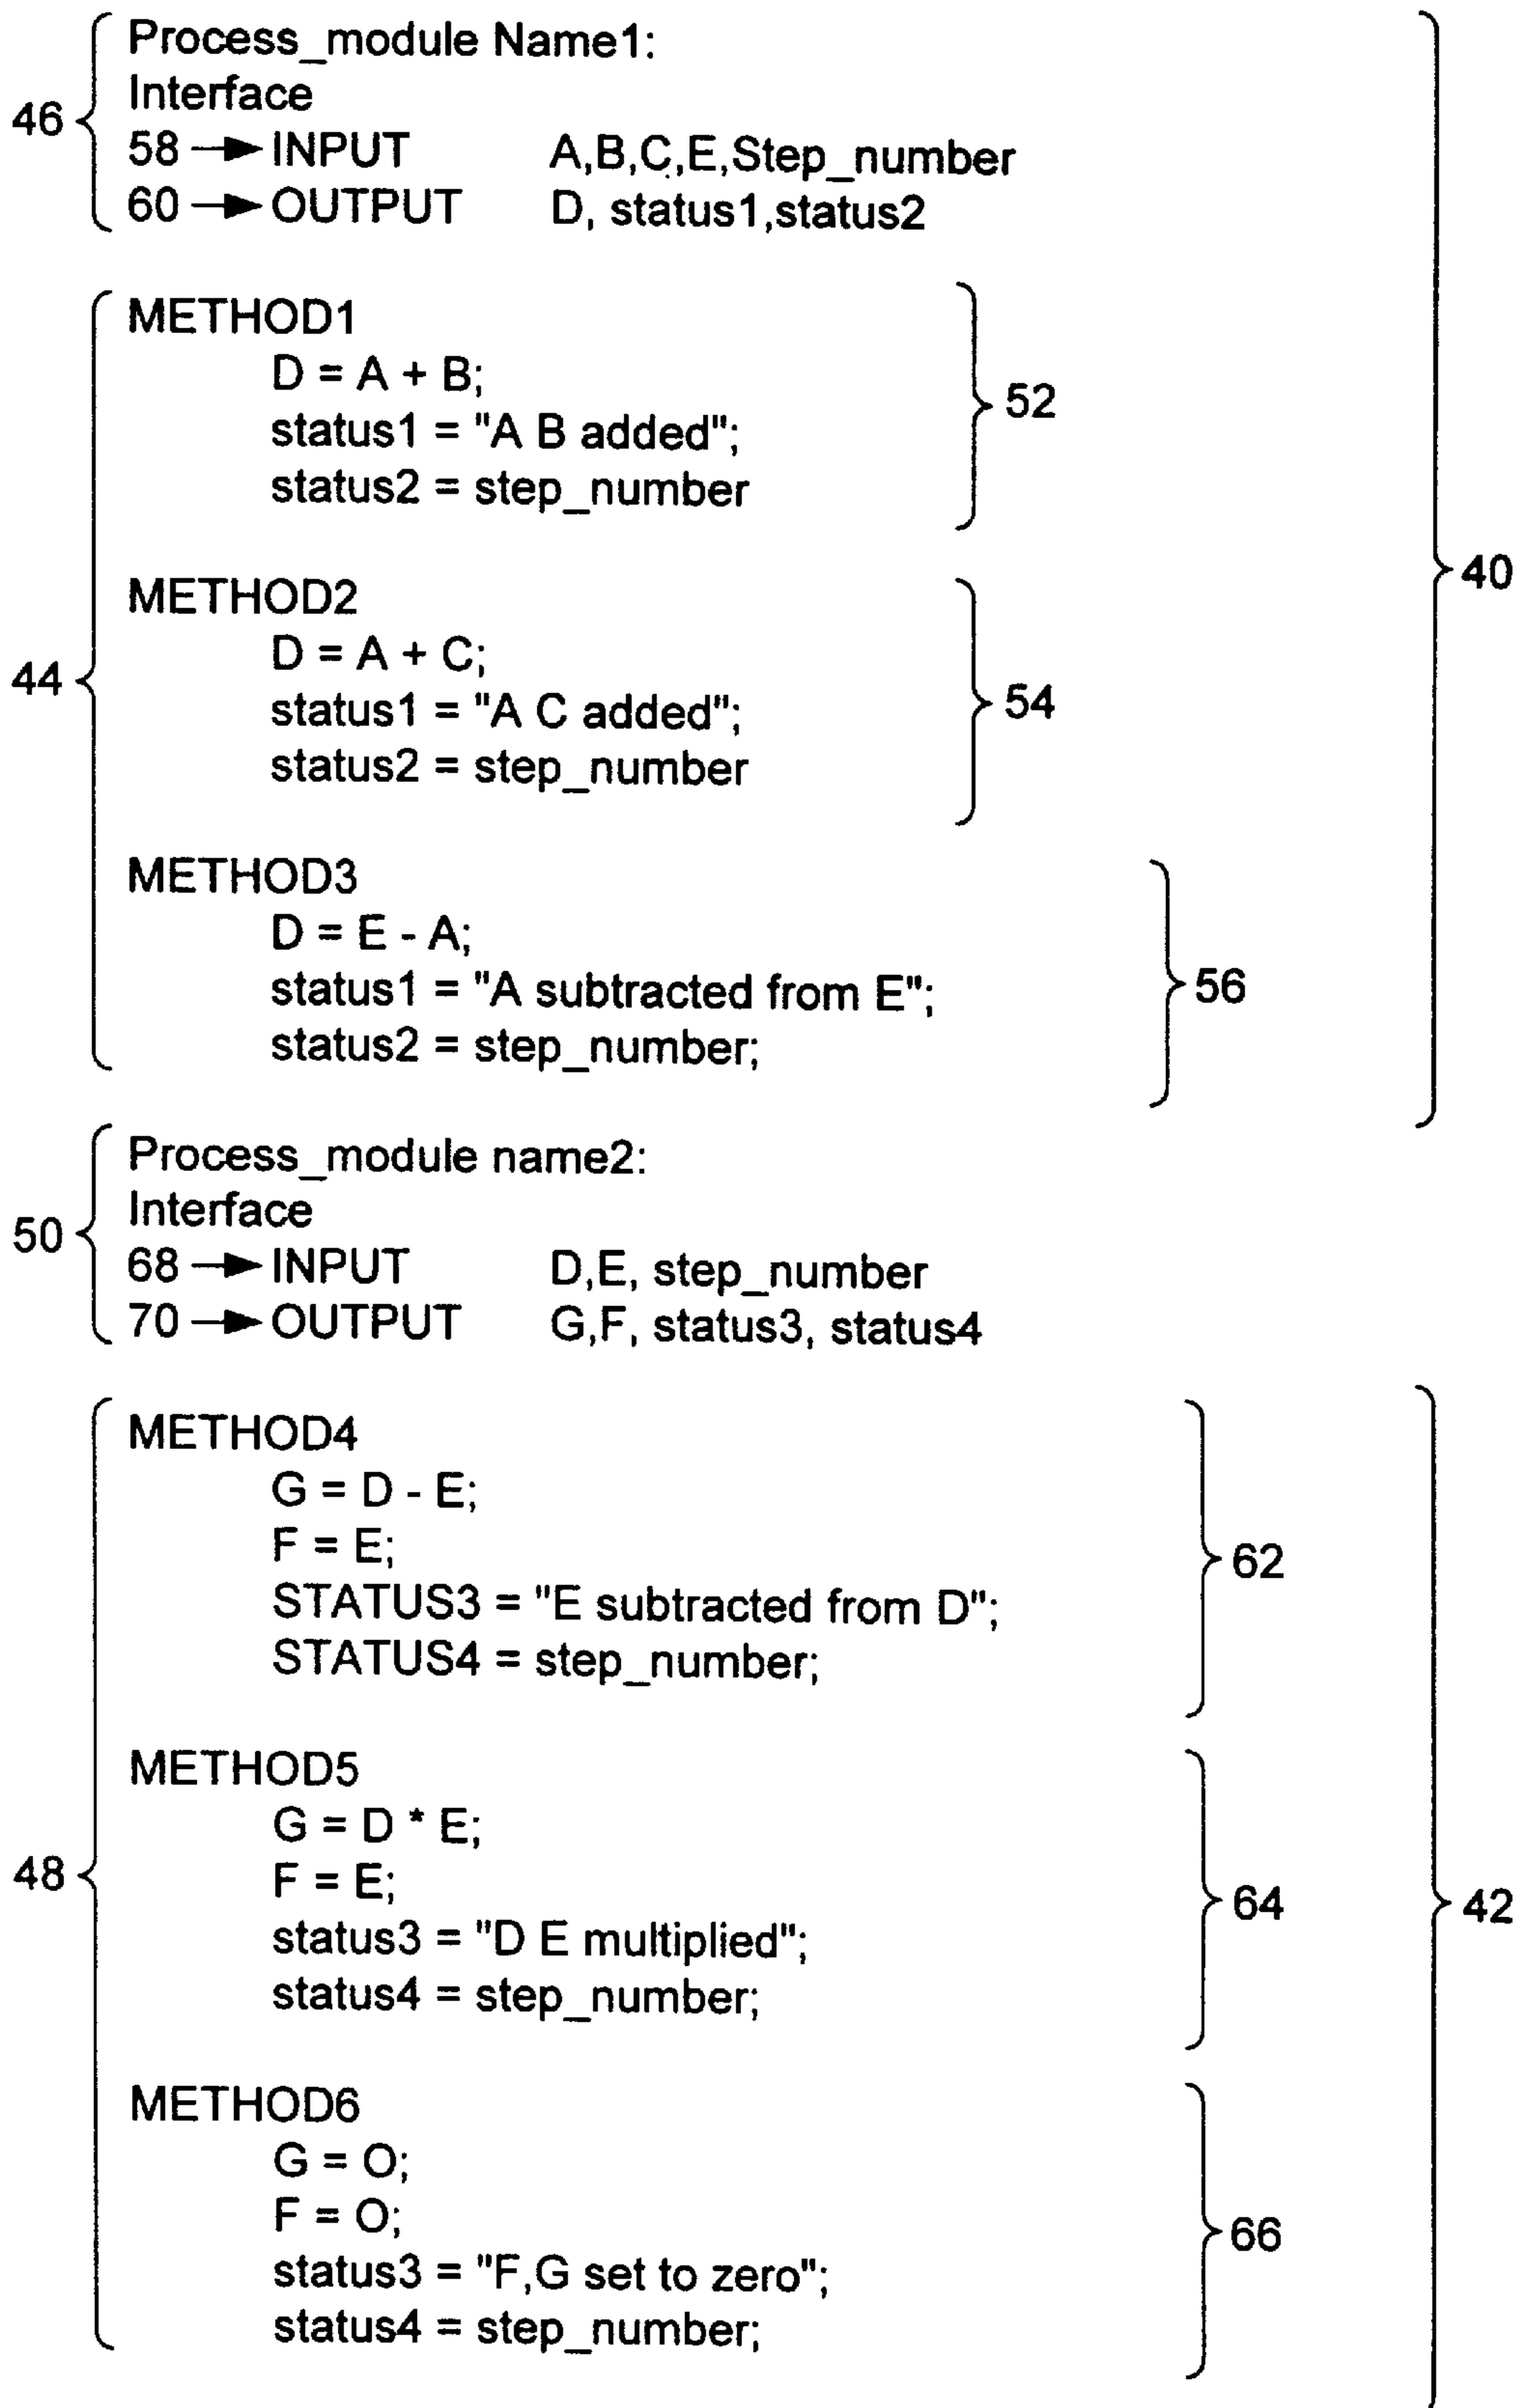 Process_module Name1:
Interface
46
58 INPUT A,B,C,E,Step_number
60 OUTPUT D, status1,status2
METHOD1
D = A + B;
52
status1 = "A B added";
status2 = step_number
40
METHOD2
D = A + C;
44
54
status1 = "A C added";
status2 = step_number
METHOD3
D = E - A;
status1 = "A subtracted from E";
56
status2 = step_number;
Process_module name2:
Interface
50
68 INPUT D,E, step_number
70 OUTPUT G,F, status3, status4
METHOD4
G = D - E;
F = E;
62
STATUS3 = "E subtracted from D";
STATUS4 = step_number;
METHOD5
G = D * E;
F = E;
48
64
42
status3 = "D E multiplied";
status4 = step_number;
METHOD6
G = O;
F = O;
66
status3 = "F,G set to zero";
status4 = step_number;